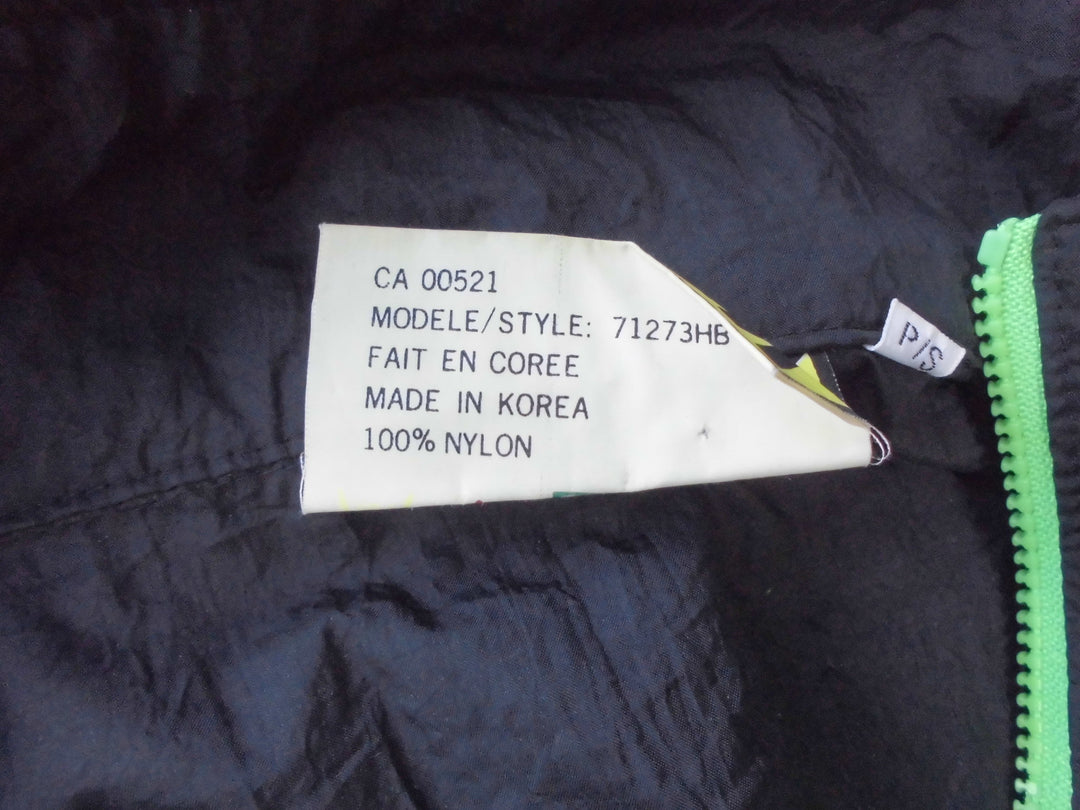 CA 00521
MODELE/STYLE: 71273HB
FAIT EN COREE
MADE IN KOREA
100% NYLON
P/S